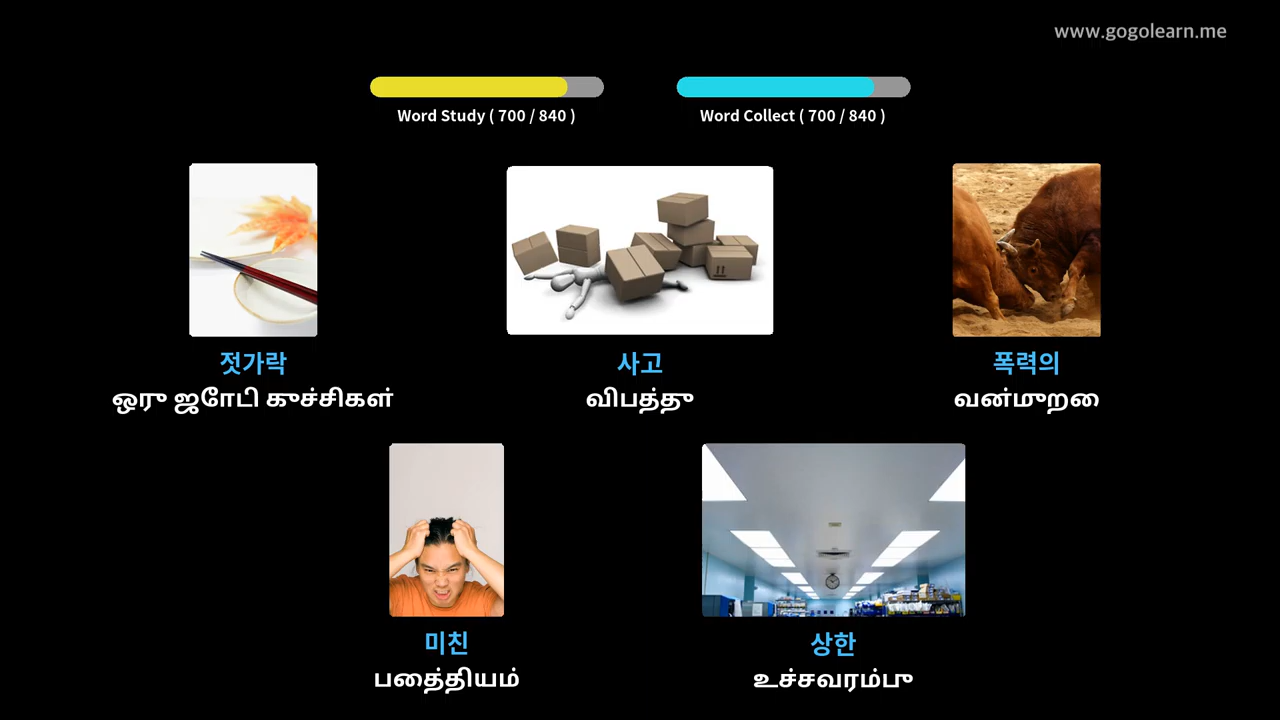 www.gogolearn.me
Word Study ( 700 / 840 )
Word Collect ( 700 / 840 )
젓가락
ஒரு ஜோடி குச்சிகள்
사고
விபத்து
폭력의
வன்முறை
미친
பைத்தியம்
상한
உச்சவரம்பு